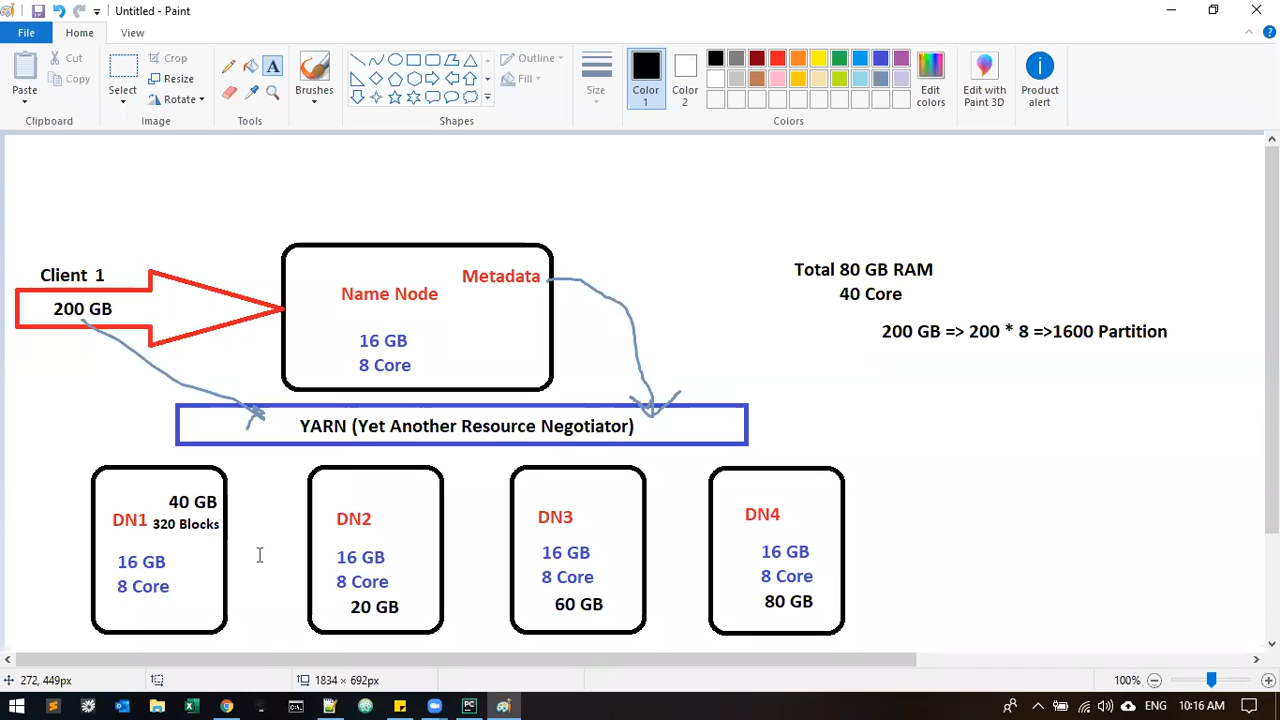 Untitled - Paint
File
Home
View
Paste
Cut
Copy
Clipboard
Select
Crop
Resize
Rotate
Image
A
Tools
Brushes
Outline
Fill
Shapes
Size
Color 1
Color 2
Edit colors
Colors
Edit with Paint 3D
Product alert
Client 1
200 GB
Metadata
Name Node
16 GB
8 Core
Total 80 GB RAM
40 Core
200 GB => 200 * 8 =>1600 Partition
YARN (Yet Another Resource Negotiator)
40 GB
DN1 320 Blocks
16 GB
8 Core
DN2
16 GB
8 Core
20 GB
DN3
16 GB
8 Core
60 GB
DN4
16 GB
8 Core
80 GB
272, 449px
1834 × 692px
100%
ENG
10:16 AM